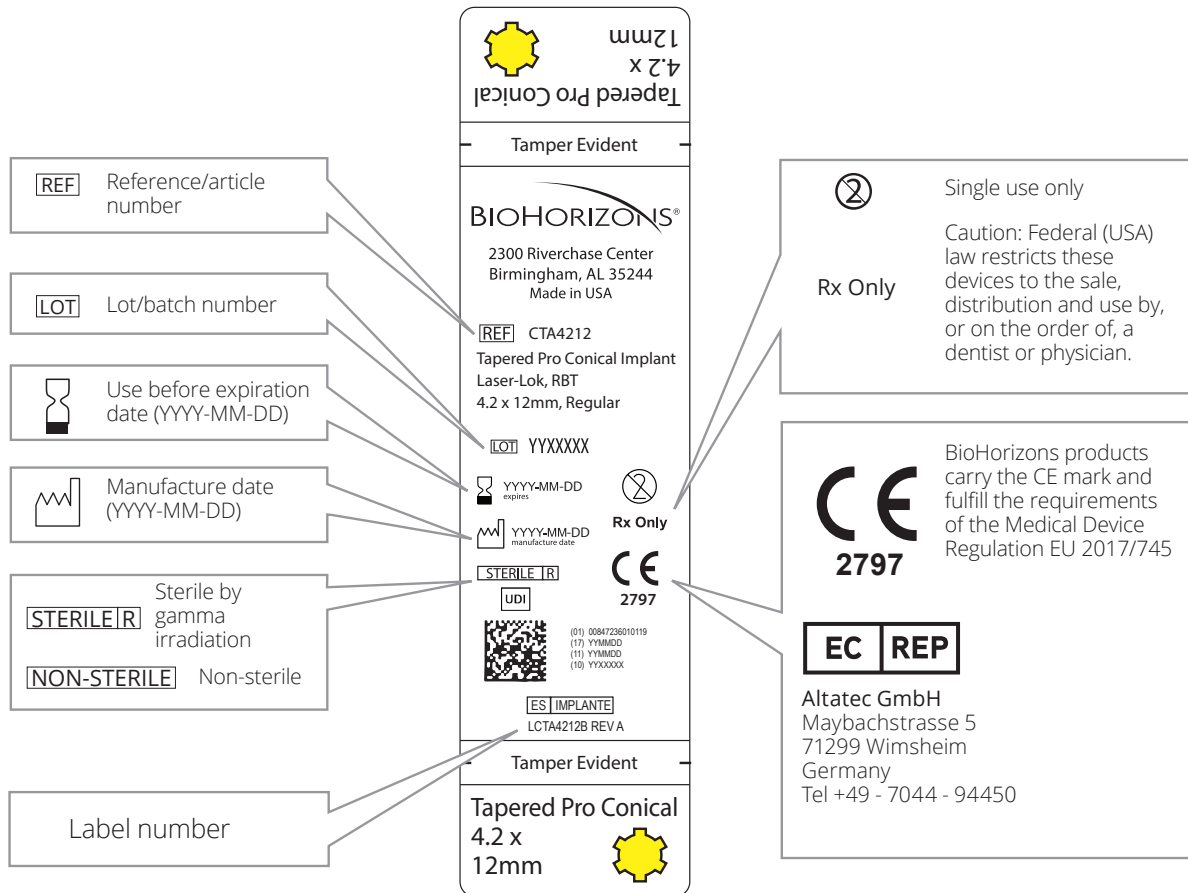 Tapered Pro Conical
4.2 x
12mm
Tamper Evident
BIOHORIZONS®
2300 Riverchase Center
Birmingham, AL 35244
Made in USA
REF CTA4212
Tapered Pro Conical Implant
Laser-Lok, RBT
4.2 x 12mm, Regular
LOT YYXXXXX
YYYY-MM-DD
expires
YYYY-MM-DD
manufacture date
2
Rx Only
STERILE R
UDI
CE
2797
(01) 00847236010119
(17) YYMMDD
(11) YYMMDD
(10) YYXXXXX
ES IMPLANTE
LCTA4212B REV A
Tamper Evident
Tapered Pro Conical
4.2 x
12mm
REF Reference/article
number
LOT Lot/batch number
Use before expiration
date (YYYY-MM-DD)
Manufacture date
(YYYY-MM-DD)
STERILE R Sterile by
gamma
irradiation
NON-STERILE Non-sterile
Label number
2 Single use only
Rx Only
Caution: Federal (USA)
law restricts these
devices to the sale,
distribution and use by,
or on the order of, a
dentist or physician.
CE
2797
BioHorizons products
carry the CE mark and
fulfill the requirements
of the Medical Device
Regulation EU 2017/745
EC REP
Altatec GmbH
Maybachstrasse 5
71299 Wimsheim
Germany
Tel +49 - 7044 - 94450